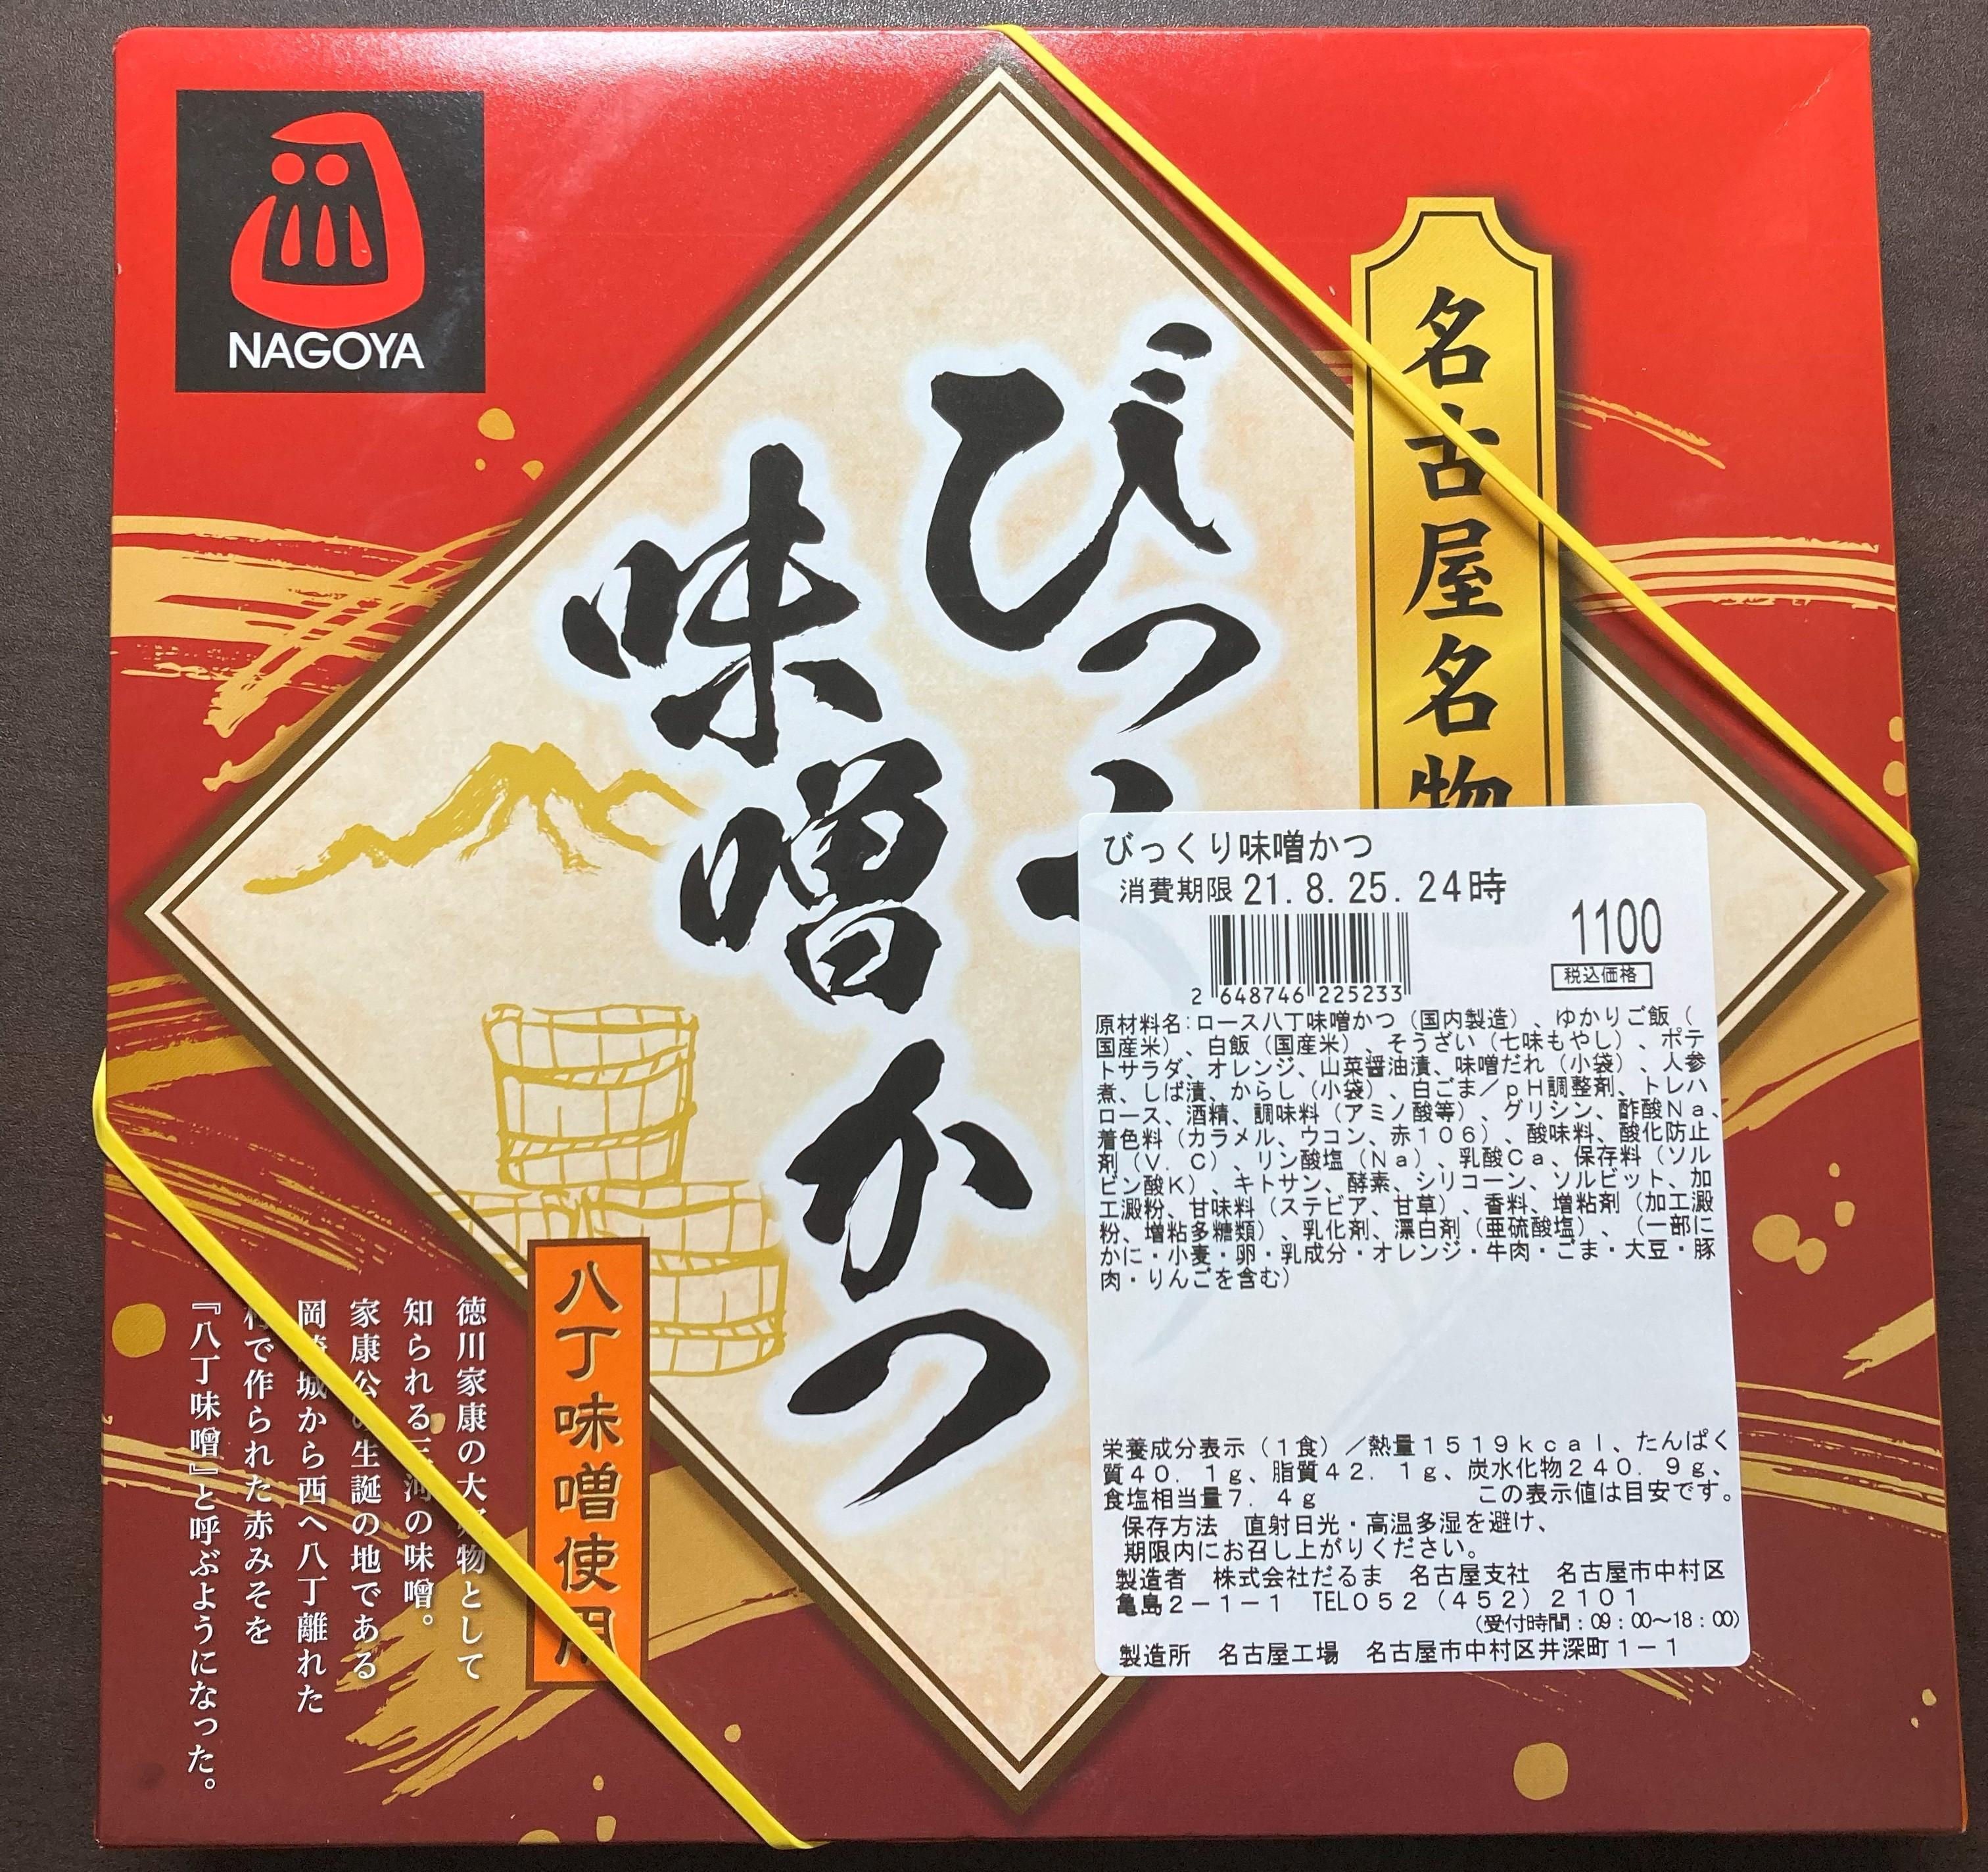 NAGOYA
名古屋名物
びっく
味噌かつ
八丁味噌使用
徳川家康の大好物として
知られる三河の味噌。
家康公の生誕の地である
岡崎城から西へ八丁離れた
村で作られた赤みそを
『八丁味噌』と呼ぶようになった。
びっくり味噌かつ
消費期限 21.8.25.24時
1100
税込価格
2 648746 225233
原材料名:ロース八丁味噌かつ（国内製造）、ゆかりご飯（
国産米）、白飯（国産米）、そうざい（七味もやし）、ポテ
トサラダ、オレンジ、山菜醤油漬、味噌だれ（小袋）、人参
煮、しば漬、からし（小袋）、白ごま／ｐＨ調整剤、トレハ
ロース、酒精、調味料（アミノ酸等）、グリシン、酢酸Ｎａ、
着色料（カラメル、ウコン、赤１０６）、酸味料、酸化防止
剤（Ｖ．Ｃ）、リン酸塩（Ｎａ）、乳酸Ｃａ、保存料（ソル
ビン酸Ｋ）、キトサン、酵素、シリコーン、ソルビット、加
工澱粉、甘味料（ステビア、甘草）、香料、増粘剤（加工澱
粉、増粘多糖類）、乳化剤、漂白剤（亜硫酸塩）、（一部に
かに・小麦・卵・乳成分・オレンジ・牛肉・ごま・大豆・豚
肉・りんごを含む）
栄養成分表示（１食）／熱量１５１９ｋｃａｌ、たんぱく
質４０．１ｇ、脂質４２．１ｇ、炭水化物２４０．９ｇ、
食塩相当量７．４ｇ この表示値は目安です。
保存方法 直射日光・高温多湿を避け、
期限内にお召し上がりください。
製造者 株式会社だるま 名古屋支社 名古屋市中村区
亀島２－１－１ TEL０５２（４５２）２１０１
（受付時間：09：00〜18：00）
製造所 名古屋工場 名古屋市中村区井深町１－１